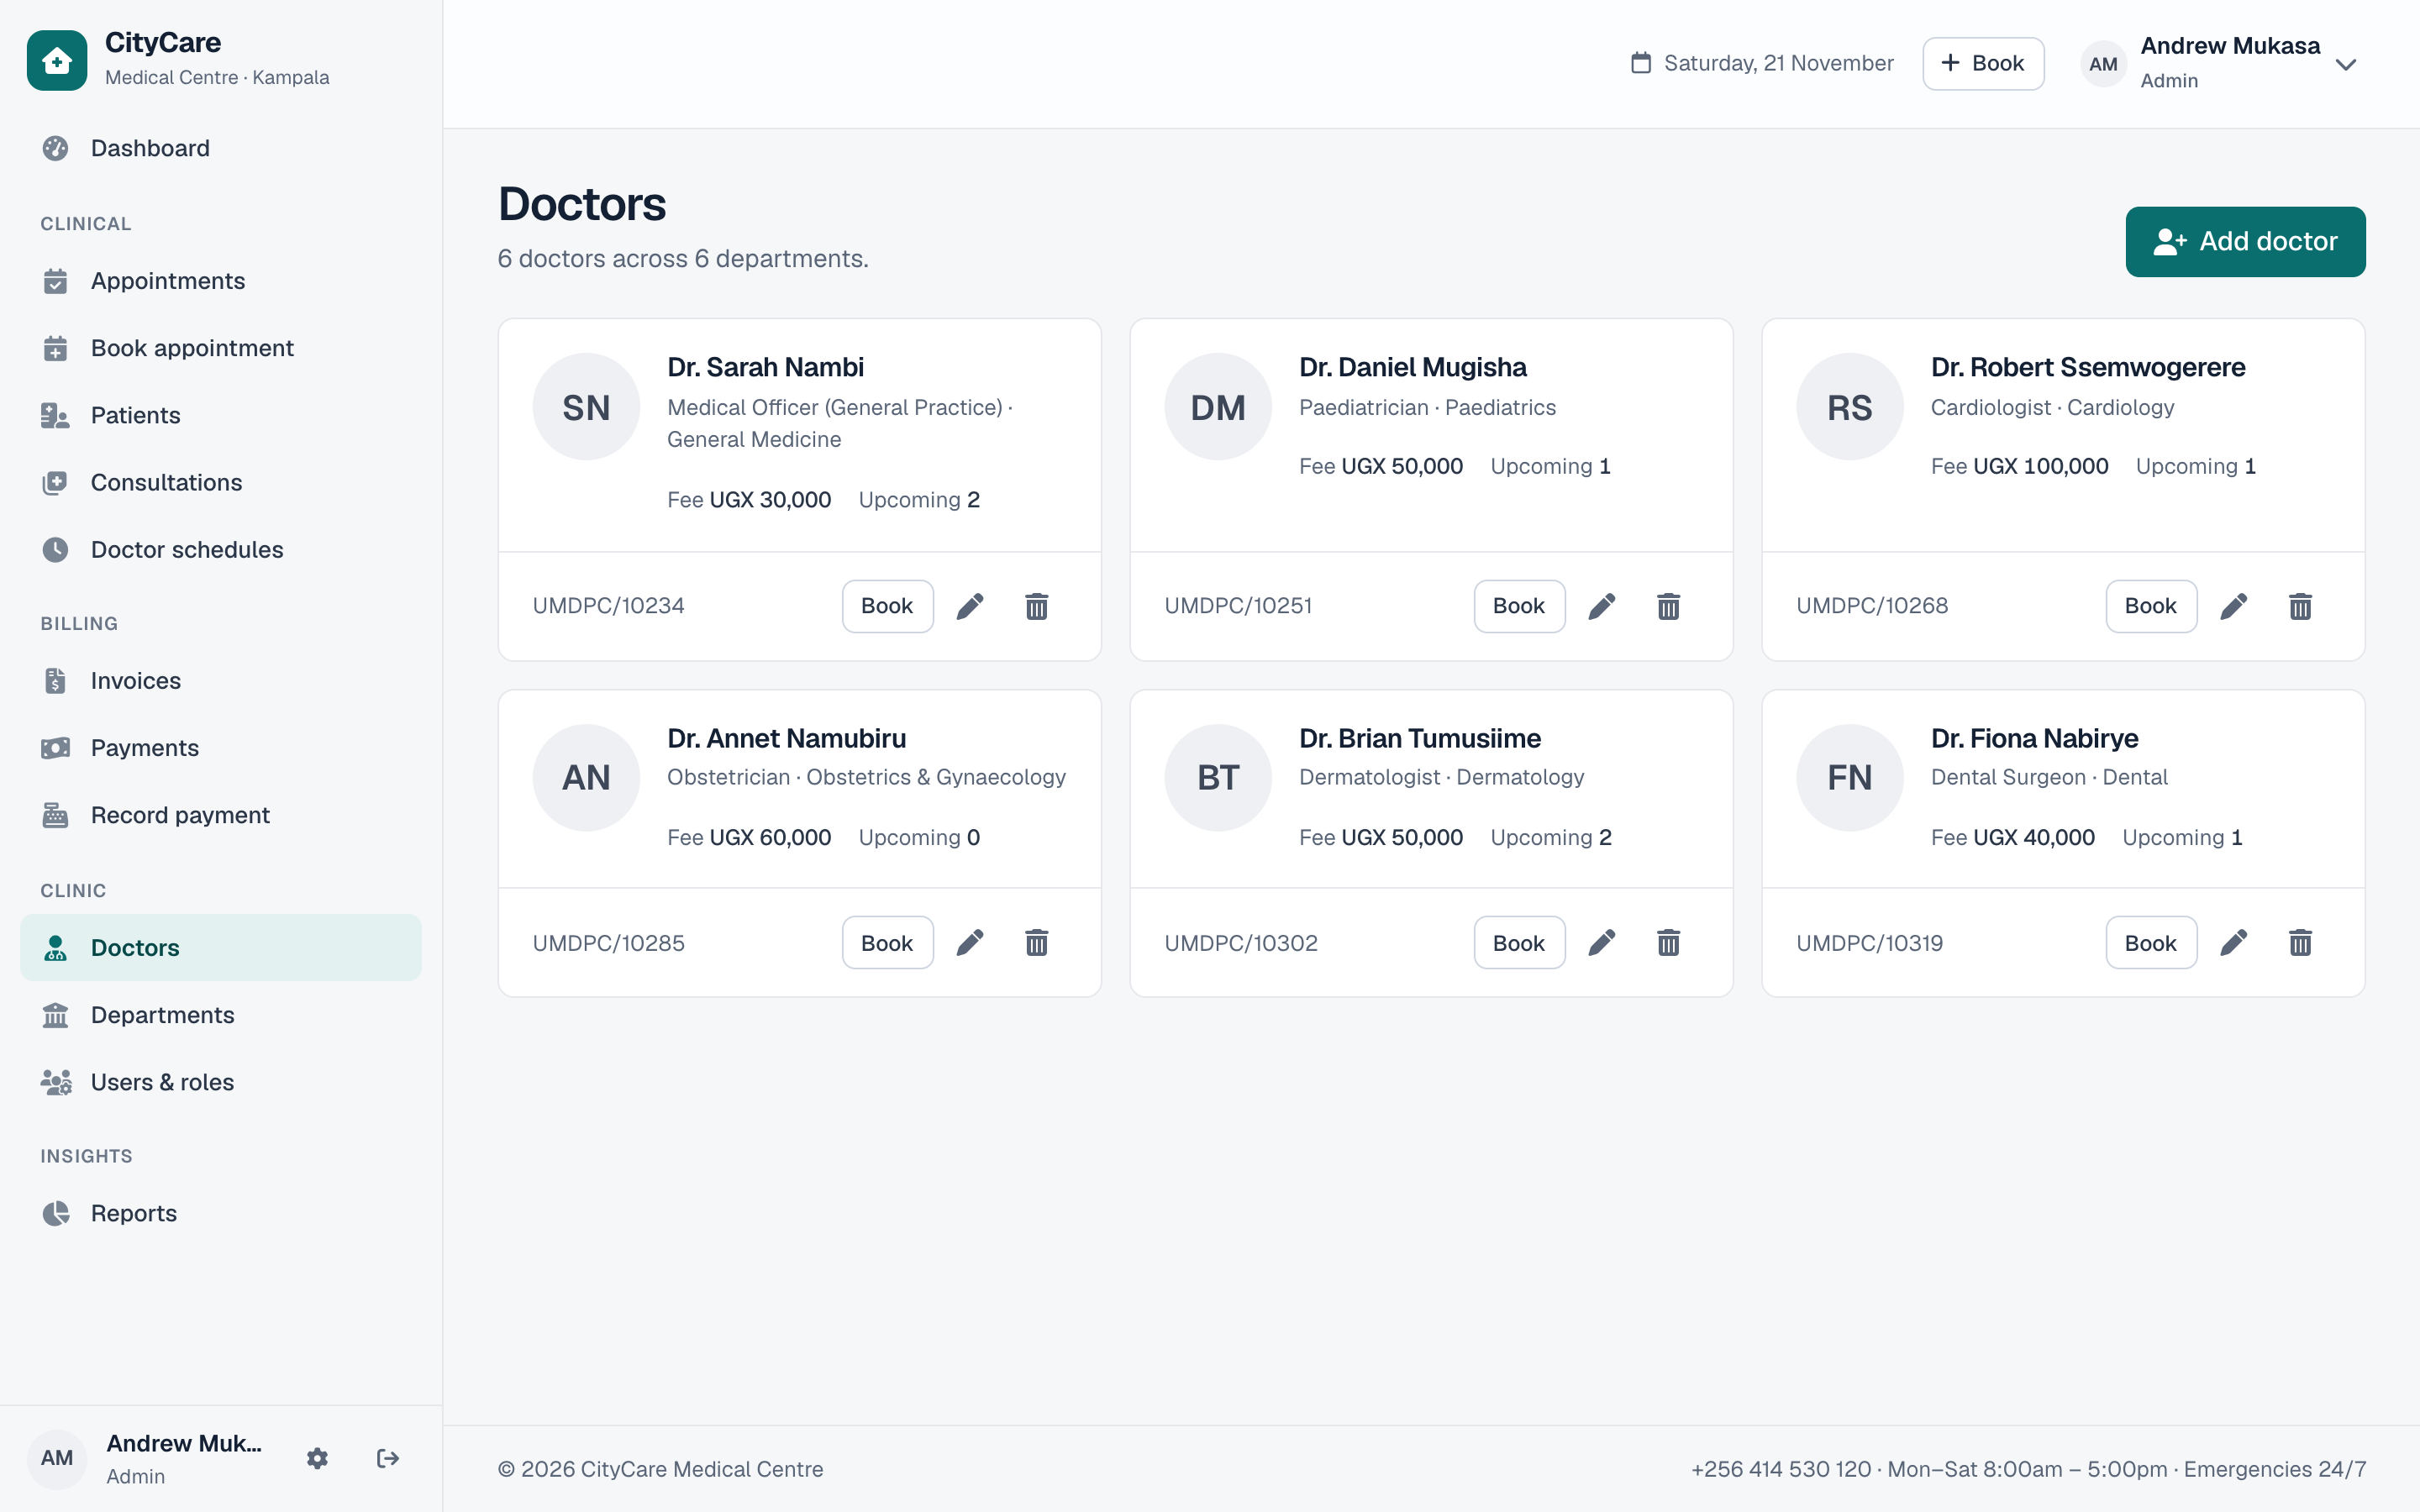 CityCare
Medical Centre · Kampala
Dashboard
CLINICAL
Appointments
Book appointment
Patients
Consultations
Doctor schedules
BILLING
Invoices
Payments
Record payment
CLINIC
Doctors
Departments
Users & roles
INSIGHTS
Reports
AM
Andrew Muk...
Admin
Saturday, 21 November
Book
AM
Andrew Mukasa
Admin
Doctors
6 doctors across 6 departments.
Add doctor
SN
Dr. Sarah Nambi
Medical Officer (General Practice) ·
General Medicine
Fee UGX 30,000 Upcoming 2
UMDPC/10234 Book
DM
Dr. Daniel Mugisha
Paediatrician · Paediatrics
Fee UGX 50,000 Upcoming 1
UMDPC/10251 Book
RS
Dr. Robert Ssemwogerere
Cardiologist · Cardiology
Fee UGX 100,000 Upcoming 1
UMDPC/10268 Book
AN
Dr. Annet Namubiru
Obstetrician · Obstetrics & Gynaecology
Fee UGX 60,000 Upcoming 0
UMDPC/10285 Book
BT
Dr. Brian Tumusiime
Dermatologist · Dermatology
Fee UGX 50,000 Upcoming 2
UMDPC/10302 Book
FN
Dr. Fiona Nabirye
Dental Surgeon · Dental
Fee UGX 40,000 Upcoming 1
UMDPC/10319 Book
© 2026 CityCare Medical Centre
+256 414 530 120 · Mon–Sat 8:00am – 5:00pm · Emergencies 24/7